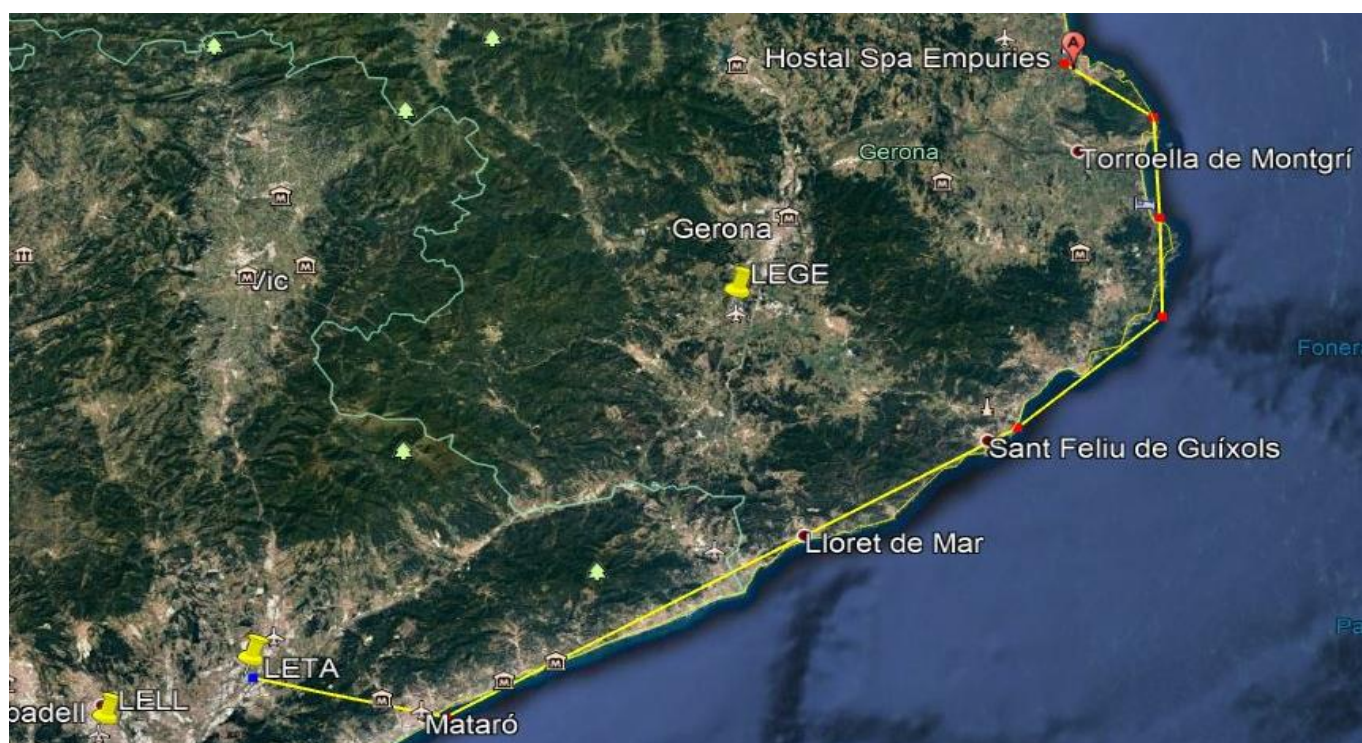 A
Hostal Spa Empuries
Torroella de Montgrí
Gerona
Gerona
LEGE
Vic
Foner
Sant Feliu de Guíxols
Lloret de Mar
Pa
LETA
LELL
badell
Mataró